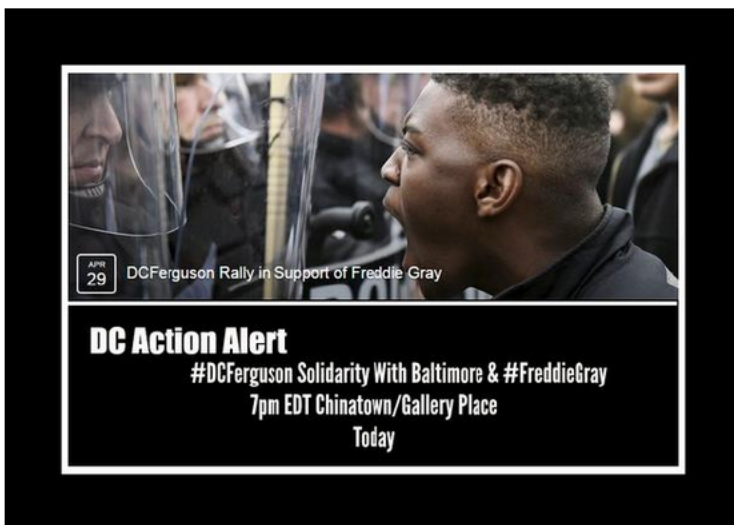 APR
29
DCFerguson Rally in Support of Freddie Gray
DC Action Alert
#DCFerguson Solidarity With Baltimore & #FreddieGray
7pm EDT Chinatown/Gallery Place
Today